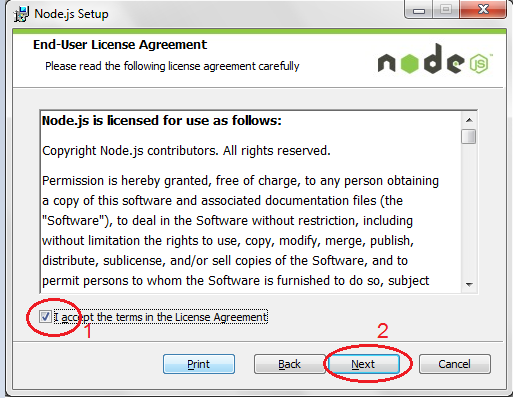 Node.js Setup
End-User License Agreement
Please read the following license agreement carefully
node JS
Node.js is licensed for use as follows:
Copyright Node.js contributors. All rights reserved.
Permission is hereby granted, free of charge, to any person obtaining
a copy of this software and associated documentation files (the
"Software"), to deal in the Software without restriction, including
without limitation the rights to use, copy, modify, merge, publish,
distribute, sublicense, and/or sell copies of the Software, and to
permit persons to whom the Software is furnished to do so, subject
I accept the terms in the License Agreement
1
2
Print Back Next Cancel